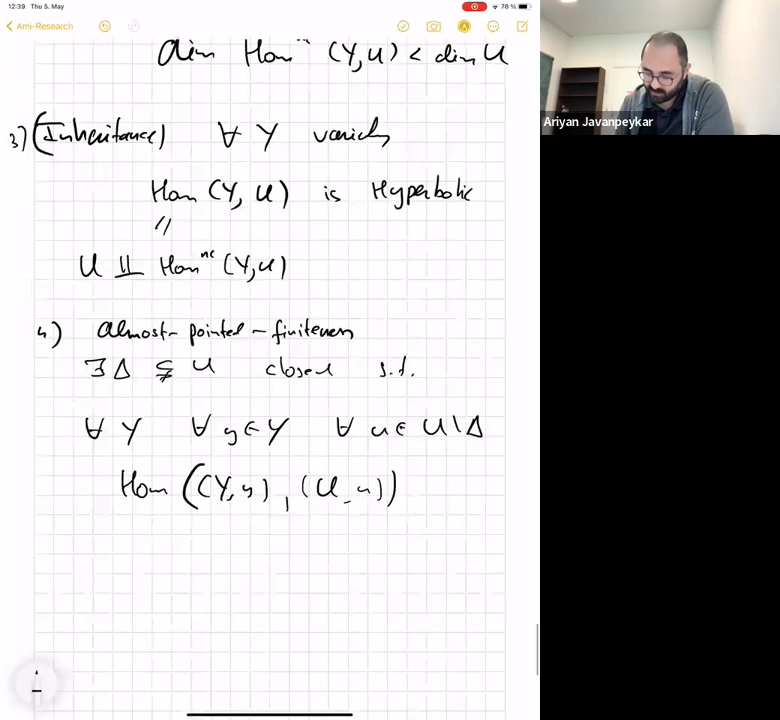 12:39 Thu 5. May
78 %
Ami-Research
dim Hom^nc (Y,U) < dim U
3) (Inheritance) ∀ Y variety
Hom (Y, U) is Hyperbolic
//
U ⨿ Hom^nc (Y,U)
4) almost-pointed-finiteness
∃ Δ ⊊ U closed s.t.
∀ Y ∀ y ∈ Y ∀ u ∈ U \ Δ
Hom ((Y,y), (U,u))
Ariyan Javanpeykar